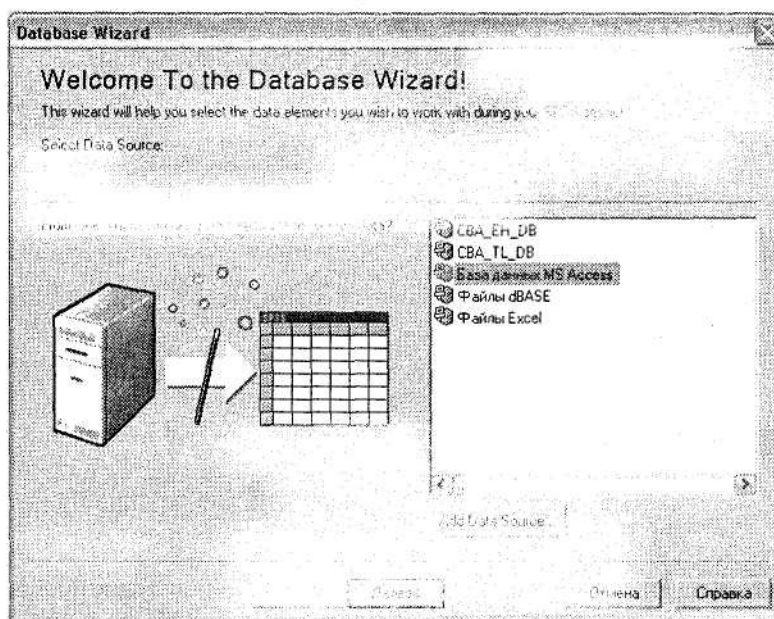 Database Wizard
Welcome To the Database Wizard!
This wizard will help you select the data elements you wish to work with during
Select Data Source:
CBA_EH_DB
CBA_TL_DB
База данных MS Access
Файлы dBASE
Файлы Excel
Add Data Source...
Отмена
Справка